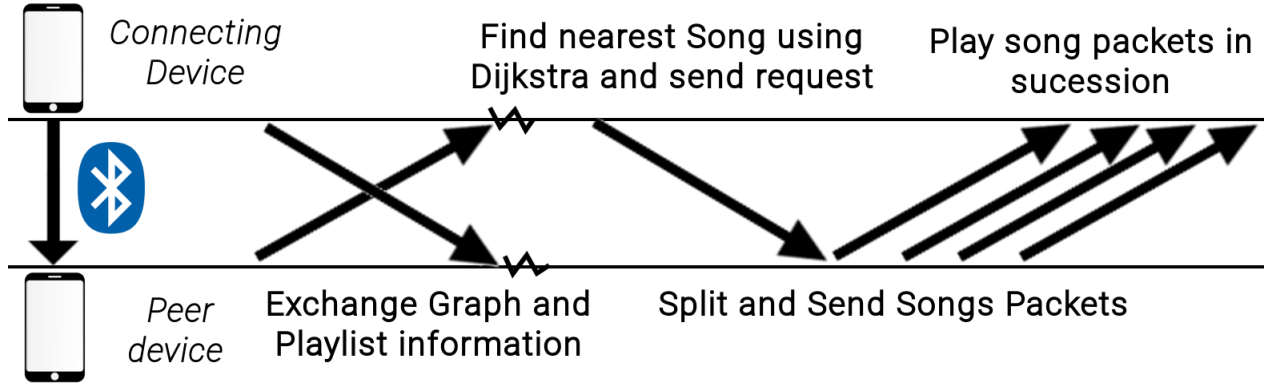 Connecting
Device
Find nearest Song using
Dijkstra and send request
Play song packets in
sucession
Peer
device
Exchange Graph and
Playlist information
Split and Send Songs Packets